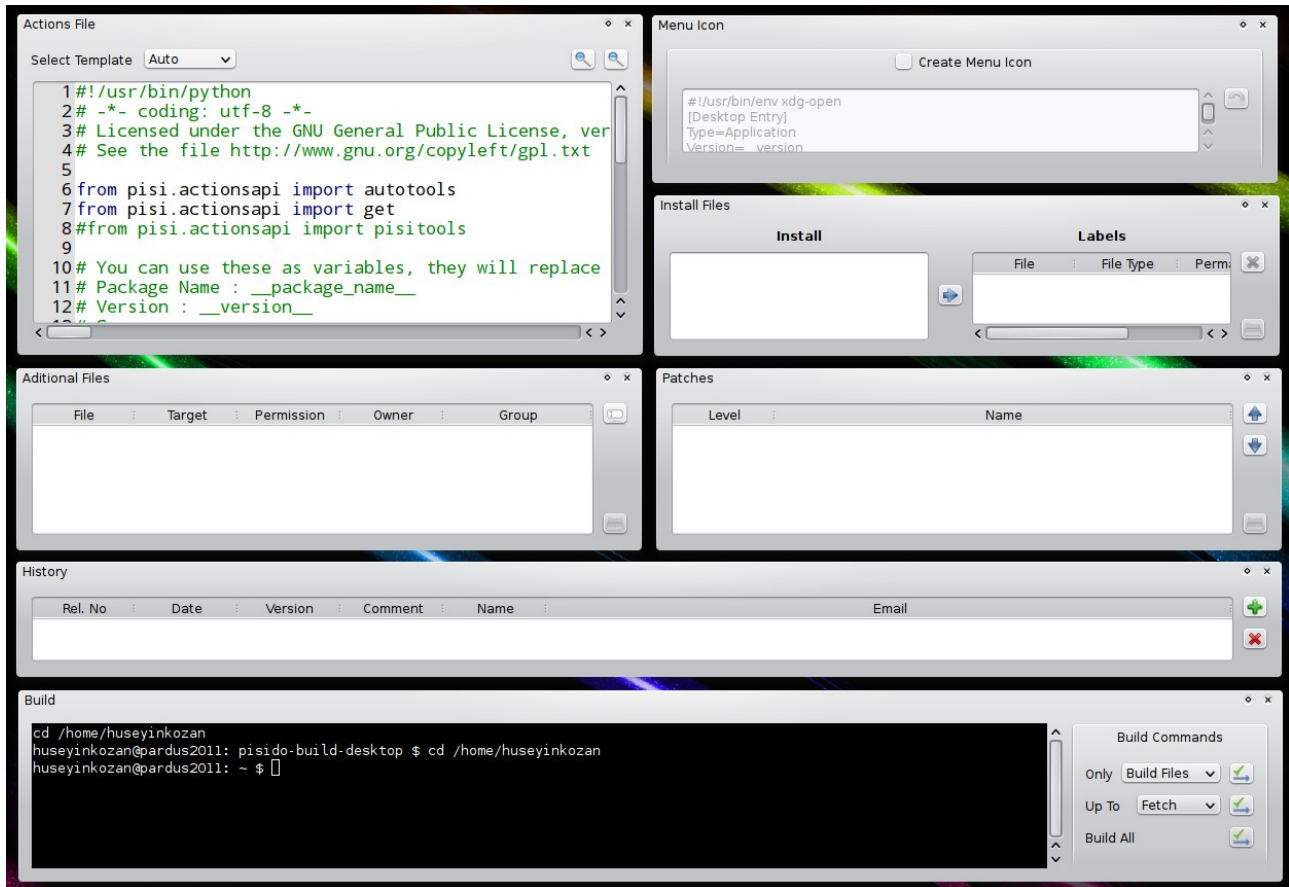 Actions File
Select Template Auto
1 #!/usr/bin/python
2 # -*- coding: utf-8 -*-
3 # Licensed under the GNU General Public License, ver
4 # See the file http://www.gnu.org/copyleft/gpl.txt
5
6 from pisi.actionsapi import autotools
7 from pisi.actionsapi import get
8 #from pisi.actionsapi import pisitools
9
10 # You can use these as variables, they will replace
11 # Package Name : __package_name__
12 # Version : __version__
Menu Icon
Create Menu Icon
#!/usr/bin/env xdg-open
[Desktop Entry]
Type=Application
Version=__version
Install Files
Install
Labels
File File Type Perm
Aditional Files
File Target Permission Owner Group
Patches
Level Name
History
Rel. No Date Version Comment Name Email
Build
cd /home/huseyinkozan
huseyinkozan@pardus2011: pisido-build-desktop $ cd /home/huseyinkozan
huseyinkozan@pardus2011: ~ $
Build Commands
Only Build Files
Up To Fetch
Build All